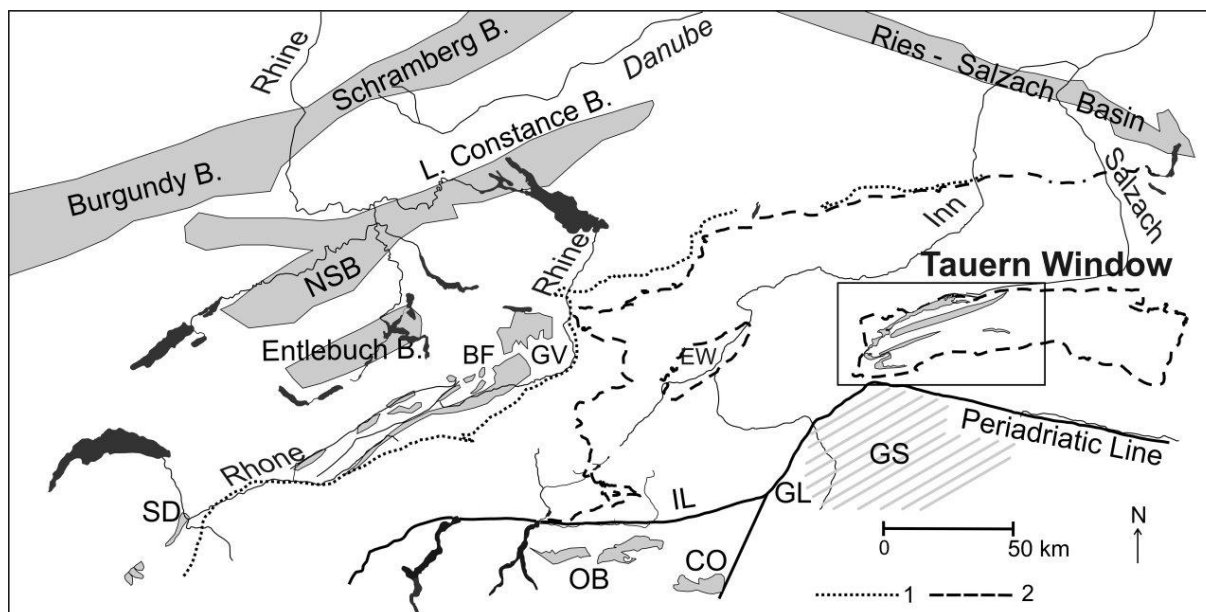 Rhine
Schramberg B.
Danube
Ries - Salzach Basin
Burgundy B.
L. Constance B.
Salzach
Inn
Rhine
NSB
Tauern Window
Entlebuch B.
BF
GV
EW
Rhone
Periadriatic Line
GS
SD
IL
GL
N
OB
CO
0
50 km
1
2